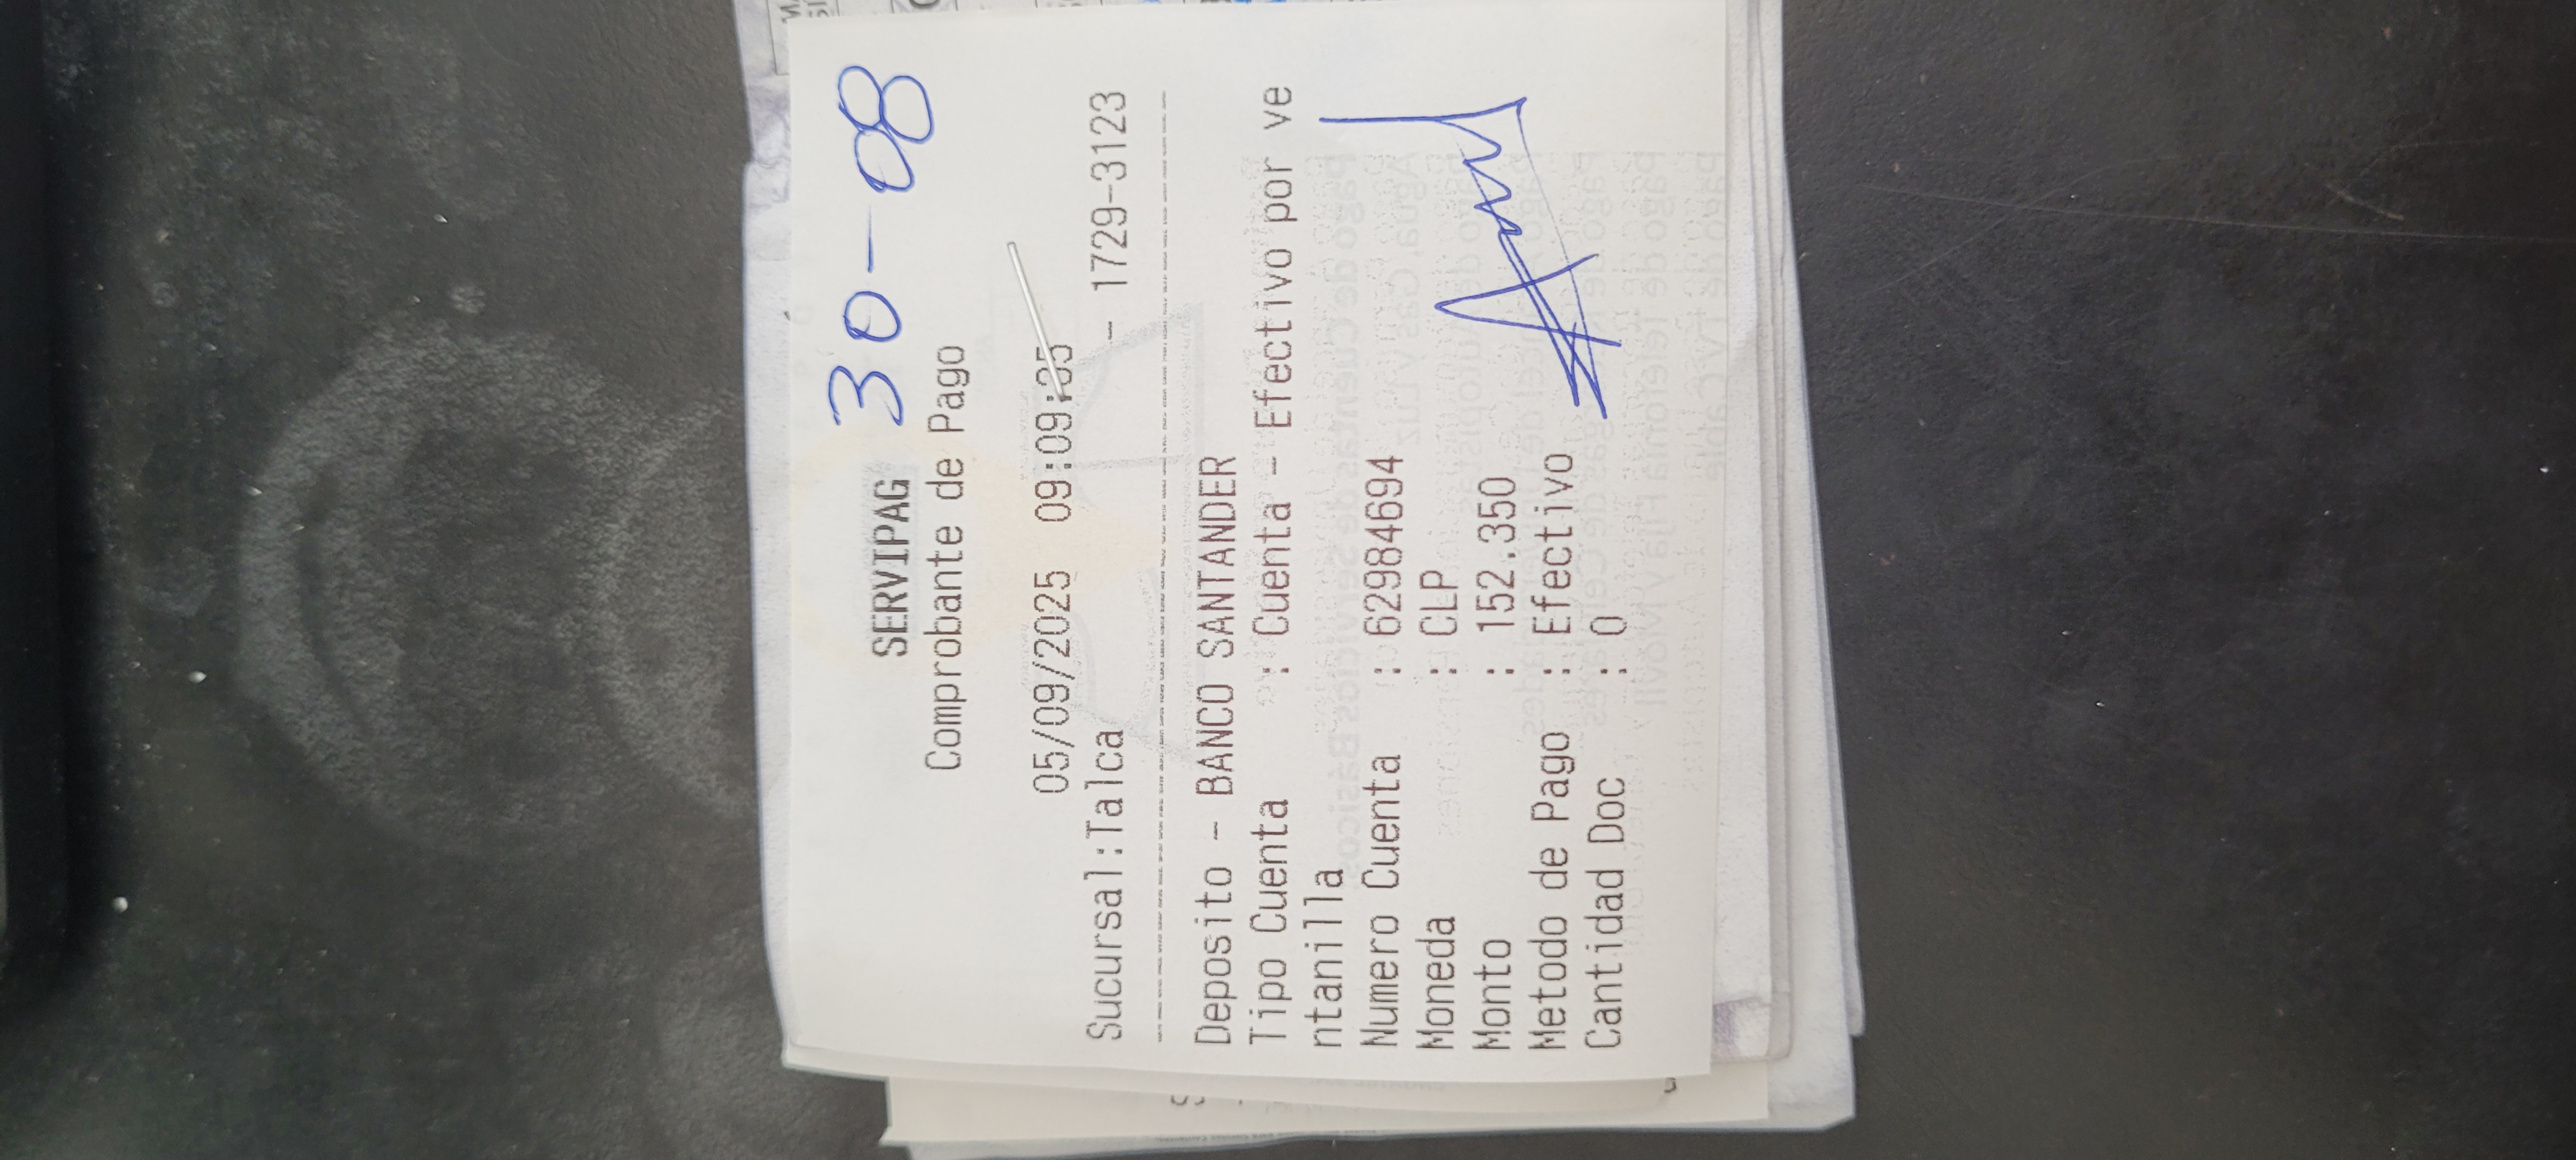 30-08
SERVIPAG
Comprobante de Pago
05/09/2025 09:09:35
Sucursal:Talca - 1729-3123
Deposito - BANCO SANTANDER
Tipo Cuenta : Cuenta - Efectivo por ve
ntanilla
Numero Cuenta : 62984694
Moneda : CLP
Monto : 152.350
Metodo de Pago : Efectivo
Cantidad Doc : 0